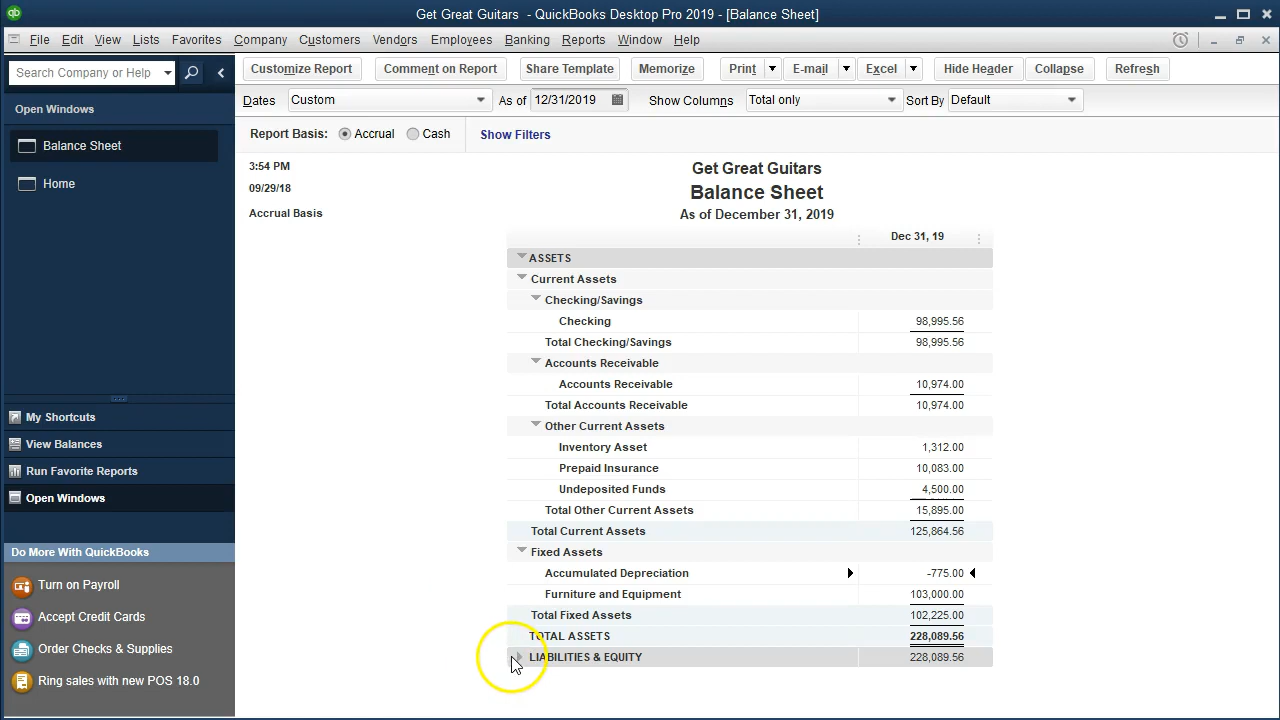 Get Great Guitars - QuickBooks Desktop Pro 2019 - [Balance Sheet]
File Edit View Lists Favorites Company Customers Vendors Employees Banking Reports Window Help
Search Company or Help
Customize Report Comment on Report Share Template Memorize Print E-mail Excel Hide Header Collapse Refresh
Dates Custom As of 12/31/2019 Show Columns Total only Sort By Default
Open Windows
Report Basis: Accrual Cash Show Filters
Balance Sheet
Home
3:54 PM
09/29/18
Accrual Basis
Get Great Guitars
Balance Sheet
As of December 31, 2019
Dec 31, 19
ASSETS
Current Assets
Checking/Savings
Checking 98,995.56
Total Checking/Savings 98,995.56
Accounts Receivable
Accounts Receivable 10,974.00
Total Accounts Receivable 10,974.00
Other Current Assets
Inventory Asset 1,312.00
Prepaid Insurance 10,083.00
Undeposited Funds 4,500.00
Total Other Current Assets 15,895.00
Total Current Assets 125,864.56
Fixed Assets
Accumulated Depreciation -775.00
Furniture and Equipment 103,000.00
Total Fixed Assets 102,225.00
TOTAL ASSETS 228,089.56
LIABILITIES & EQUITY 228,089.56
My Shortcuts
View Balances
Run Favorite Reports
Open Windows
Do More With QuickBooks
Turn on Payroll
Accept Credit Cards
Order Checks & Supplies
Ring sales with new POS 18.0